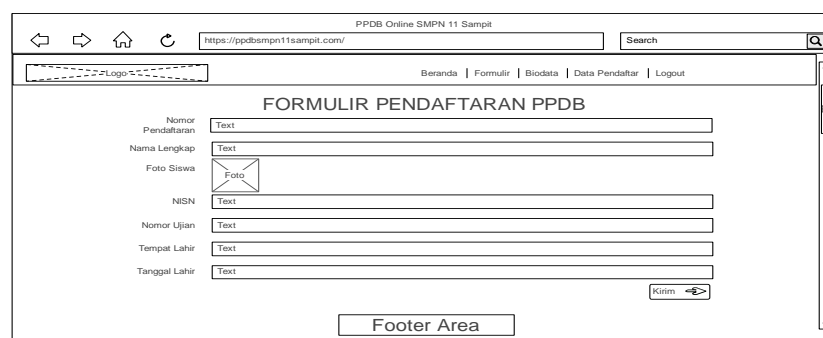 PPDB Online SMPN 11 Sampit
https://ppdbsmpn11sampit.com/
Search
Logo
Beranda | Formulir | Biodata | Data Pendaftar | Logout
FORMULIR PENDAFTARAN PPDB
Nomor
Pendaftaran
Text
Nama Lengkap
Text
Foto Siswa
Foto
NISN
Text
Nomor Ujian
Text
Tempat Lahir
Text
Tanggal Lahir
Text
Kirim
Footer Area